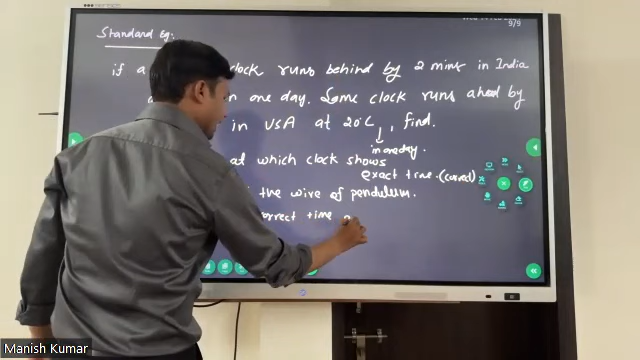 9/9
Standard Eg:
if a clock runs behind by 2 mins in India
in one day. Same clock runs ahead by
in USA at 20°C, find.
in one day.
at which clock shows
exact time. (correct)
the wire of pendulum.
correct time
Manish Kumar